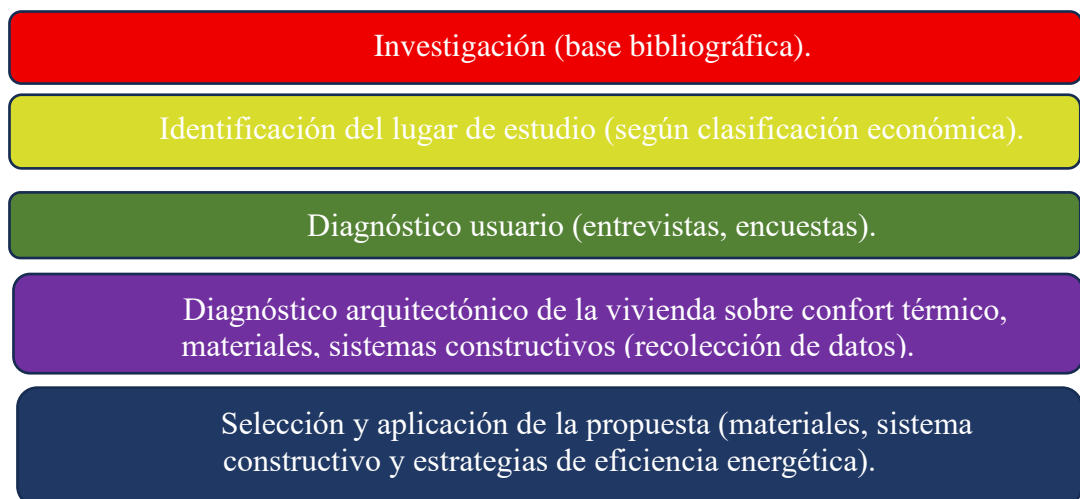 Investigación (base bibliográfica).
Identificación del lugar de estudio (según clasificación económica).
Diagnóstico usuario (entrevistas, encuestas).
Diagnóstico arquitectónico de la vivienda sobre confort térmico,
materiales, sistemas constructivos (recolección de datos).
Selección y aplicación de la propuesta (materiales, sistema
constructivo y estrategias de eficiencia energética).